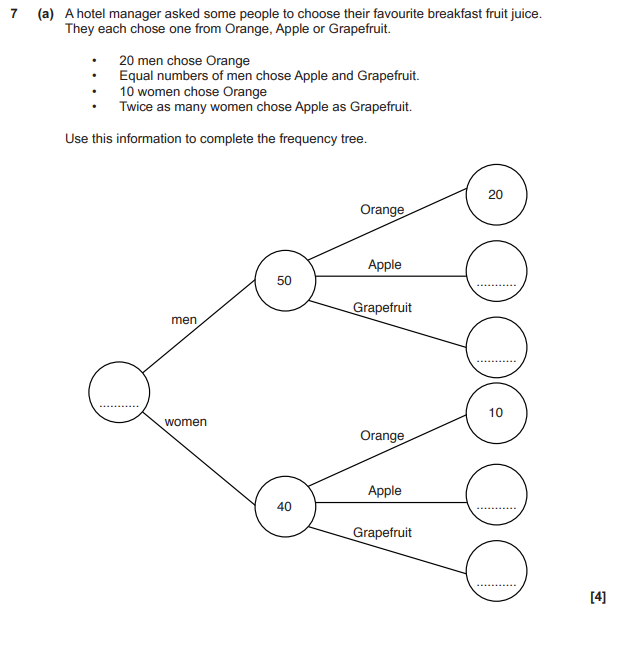 7 (a) A hotel manager asked some people to choose their favourite breakfast fruit juice.
They each chose one from Orange, Apple or Grapefruit.
• 20 men chose Orange
• Equal numbers of men chose Apple and Grapefruit.
• 10 women chose Orange
• Twice as many women chose Apple as Grapefruit.
Use this information to complete the frequency tree.
20
Orange
Apple
50
...........
Grapefruit
men
...........
...........
10
women
Orange
Apple
40
...........
Grapefruit
...........
[4]